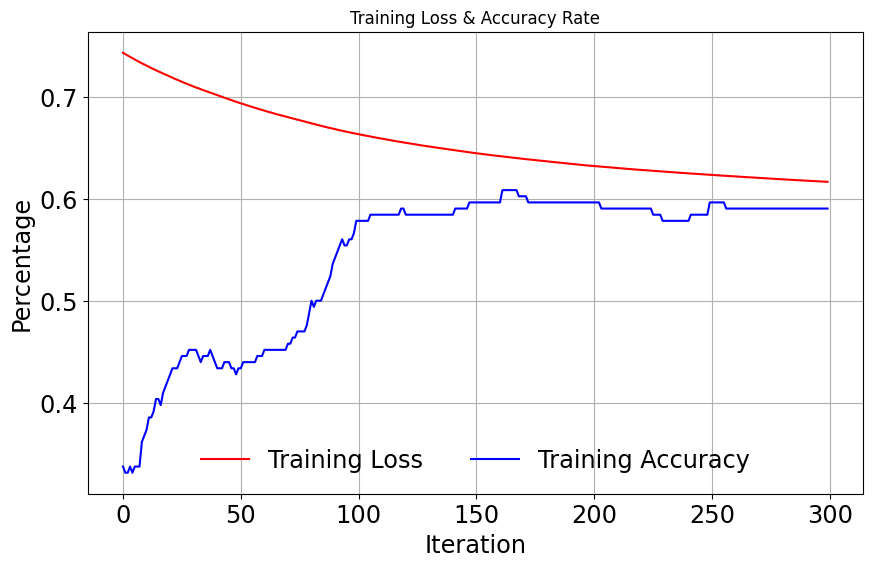 Training Loss & Accuracy Rate
Percentage
0.7
0.6
0.5
0.4
Training Loss
Training Accuracy
0 50 100 150 200 250 300
Iteration